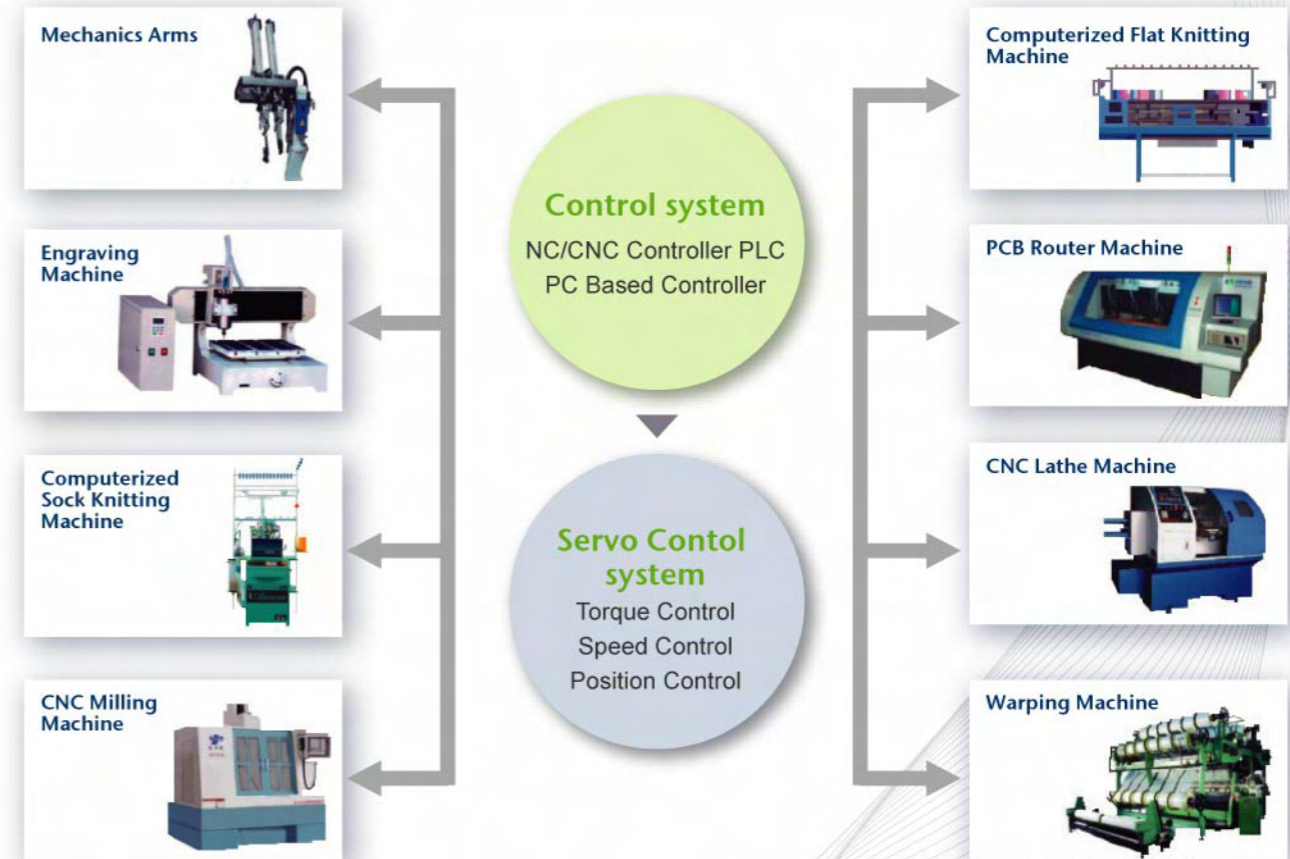 Mechanics Arms
Engraving
Machine
Computerized
Sock Knitting
Machine
CNC Milling
Machine
Control system
NC/CNC Controller PLC
PC Based Controller
Servo Contol
system
Torque Control
Speed Control
Position Control
Computerized Flat Knitting
Machine
PCB Router Machine
CNC Lathe Machine
Warping Machine